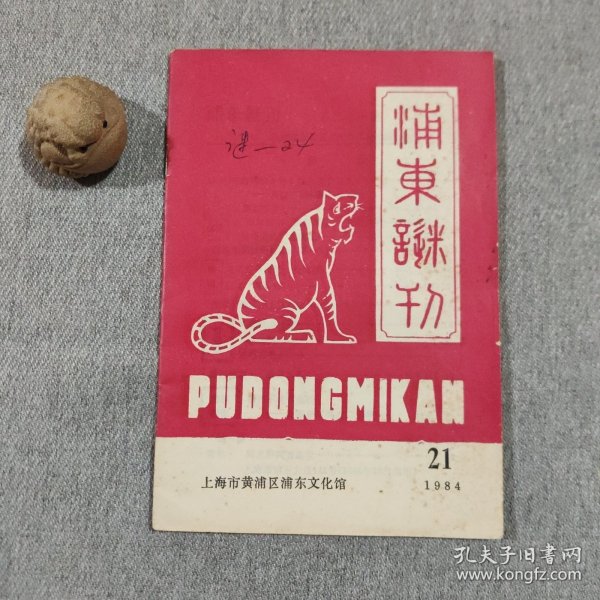 浦東謎刊
谜—24
PUDONGMIKAN
21
上海市黄浦区浦东文化馆
1984
孔夫子旧书网
www.kongfz.com